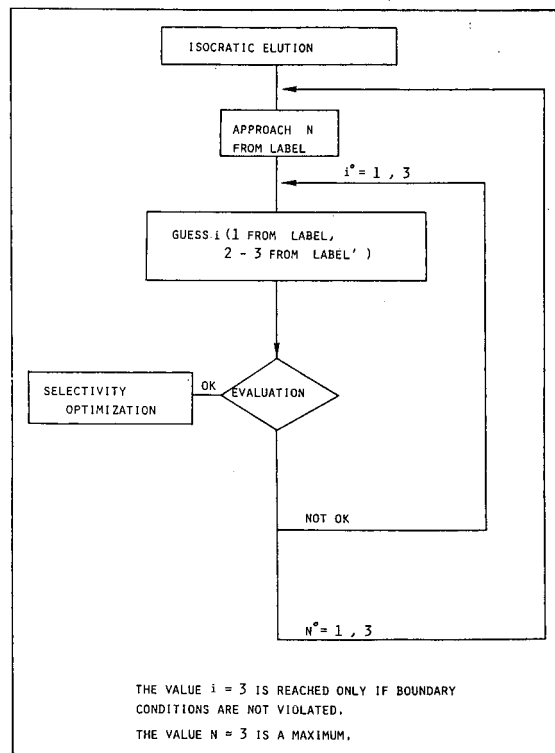 ISOCRATIC ELUTION
APPROACH N
FROM LABEL
i° = 1 , 3
GUESS i (1 FROM LABEL,
2 - 3 FROM LABEL' )
EVALUATION
OK
SELECTIVITY
OPTIMIZATION
NOT OK
N° = 1 , 3
THE VALUE i = 3 IS REACHED ONLY IF BOUNDARY
CONDITIONS ARE NOT VIOLATED.
THE VALUE N = 3 IS A MAXIMUM.